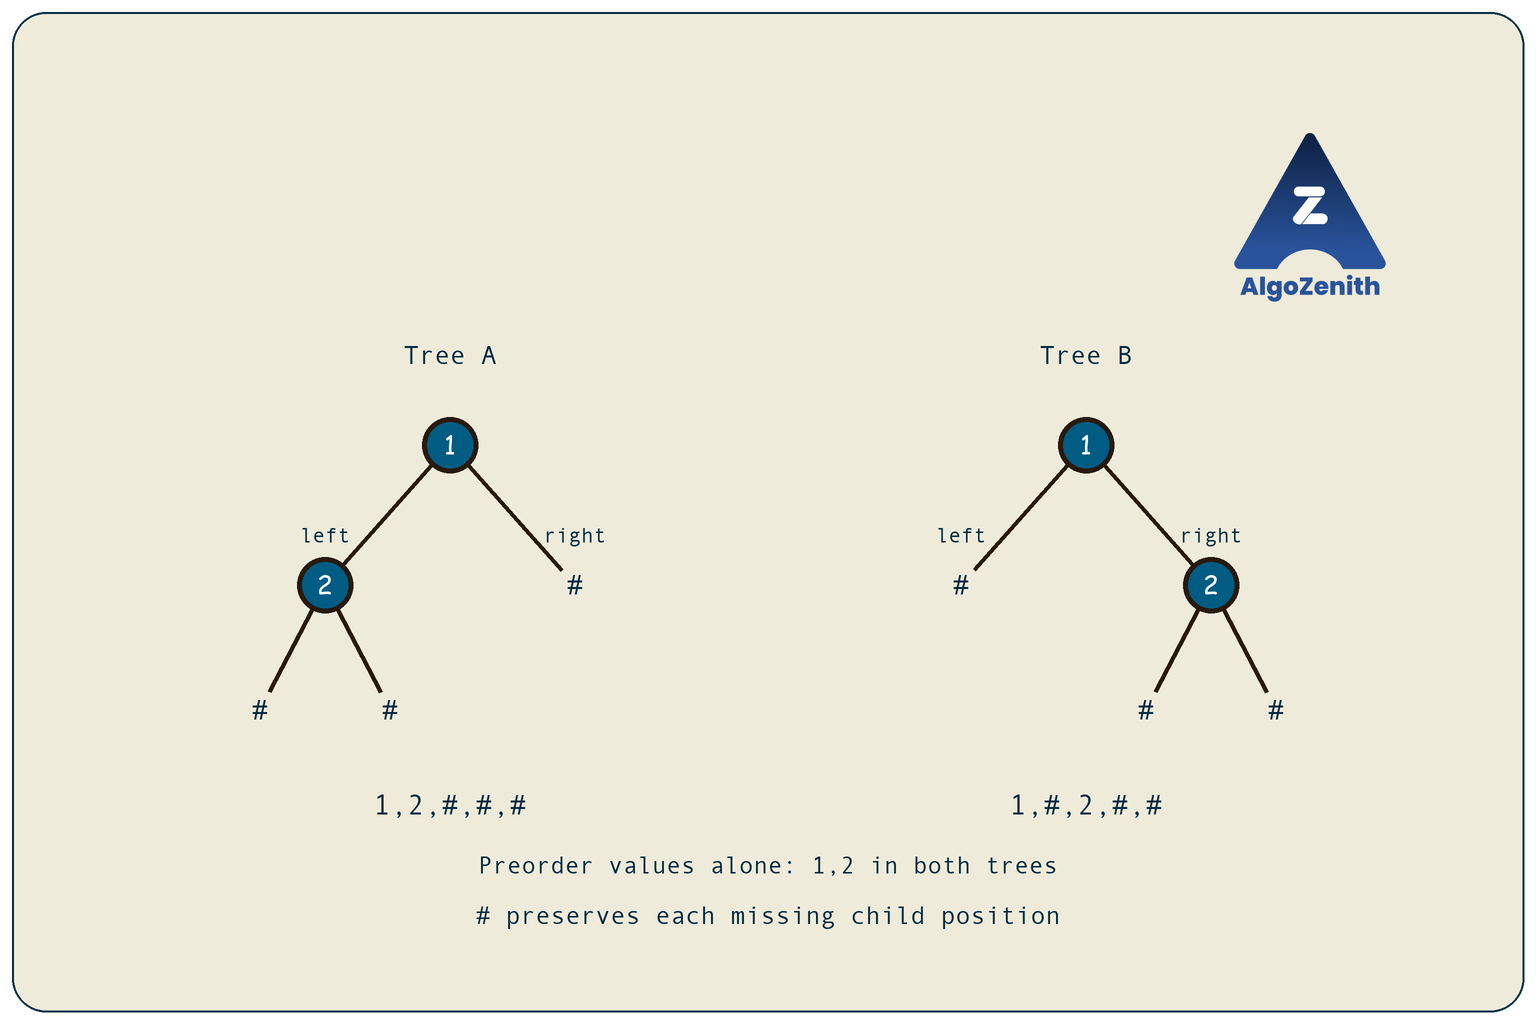 Z
AlgoZenith
Tree A
Tree B
1
1
left
right
left
right
2
#
#
2
#
#
#
#
1,2,#,#,#
1,#,2,#,#
Preorder values alone: 1,2 in both trees
# preserves each missing child position